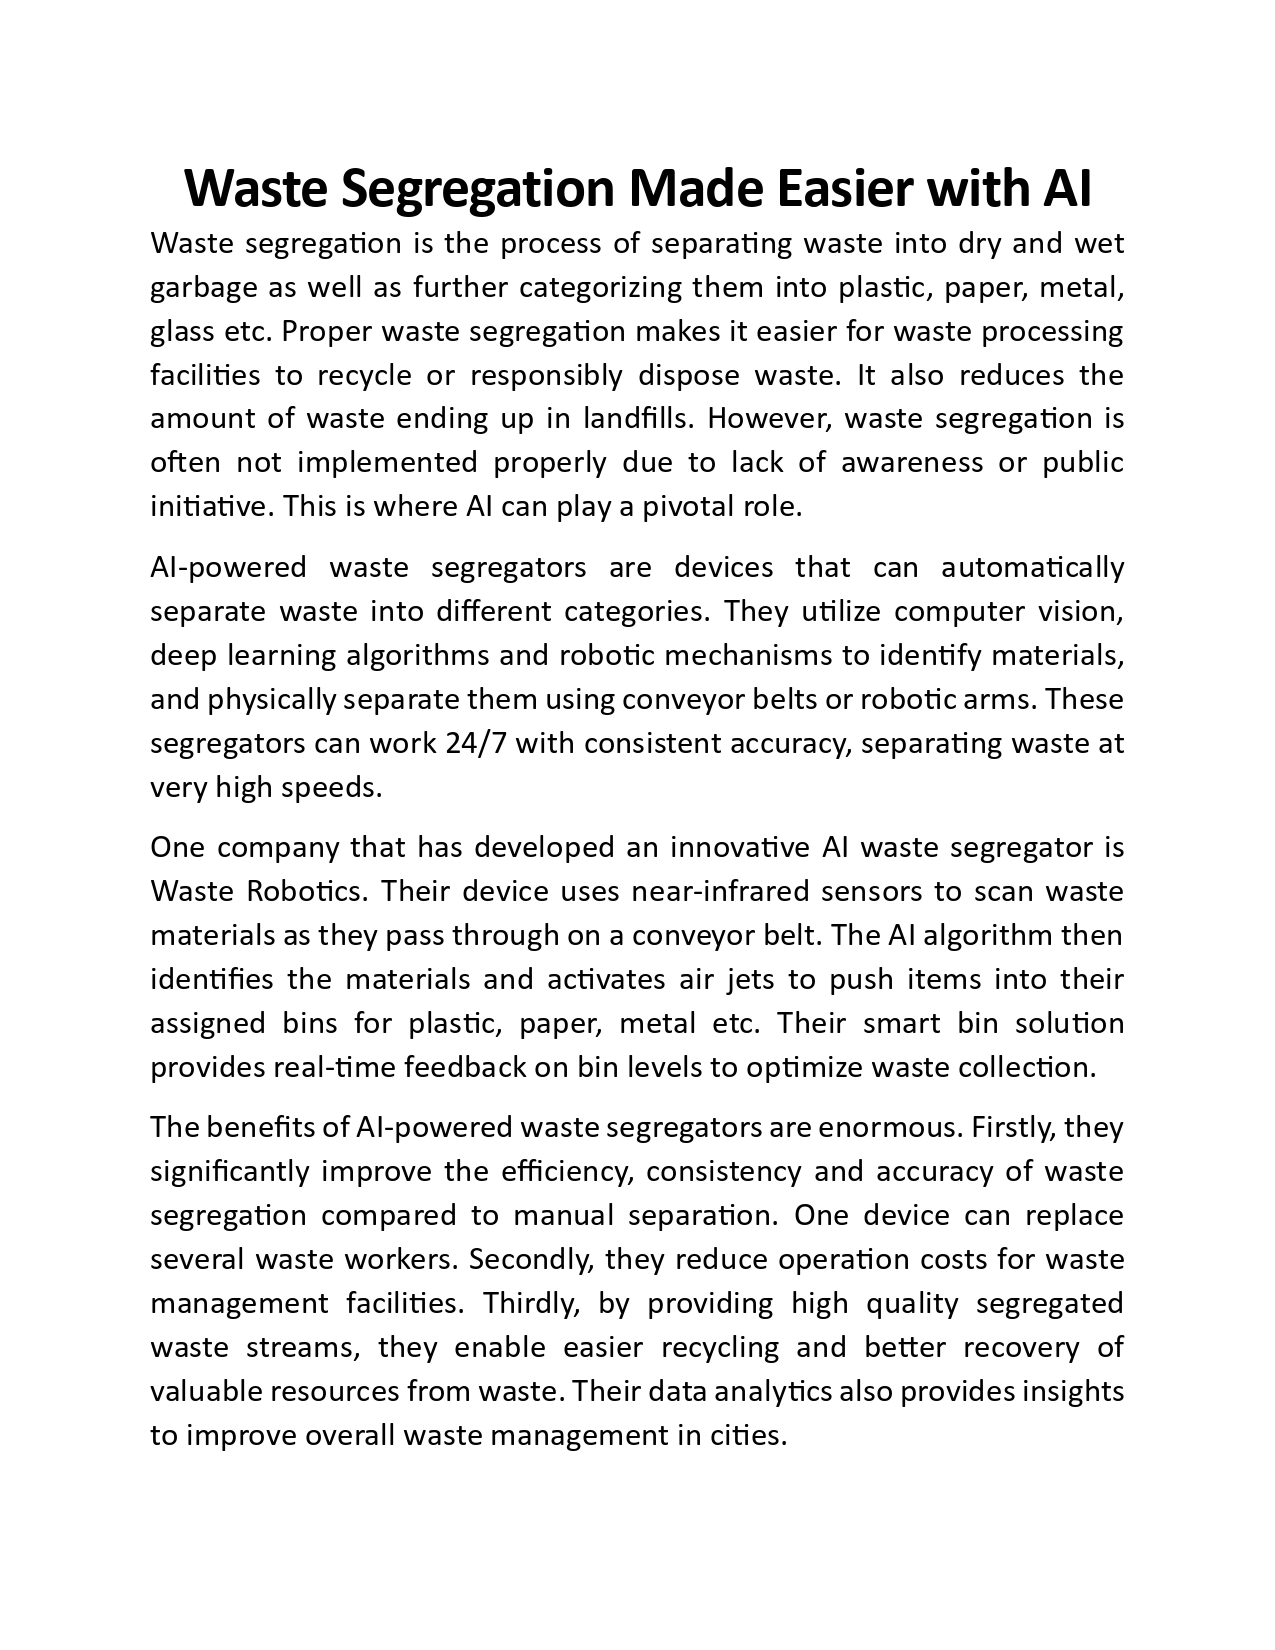 Waste Segregation Made Easier with AI
Waste segregation is the process of separating waste into dry and wet
garbage as well as further categorizing them into plastic, paper, metal,
glass etc. Proper waste segregation makes it easier for waste processing
facilities to recycle or responsibly dispose waste. It also reduces the
amount of waste ending up in landfills. However, waste segregation is
often not implemented properly due to lack of awareness or public
initiative. This is where AI can play a pivotal role.
AI-powered waste segregators are devices that can automatically
separate waste into different categories. They utilize computer vision,
deep learning algorithms and robotic mechanisms to identify materials,
and physically separate them using conveyor belts or robotic arms. These
segregators can work 24/7 with consistent accuracy, separating waste at
very high speeds.
One company that has developed an innovative AI waste segregator is
Waste Robotics. Their device uses near-infrared sensors to scan waste
materials as they pass through on a conveyor belt. The AI algorithm then
identifies the materials and activates air jets to push items into their
assigned bins for plastic, paper, metal etc. Their smart bin solution
provides real-time feedback on bin levels to optimize waste collection.
The benefits of AI-powered waste segregators are enormous. Firstly, they
significantly improve the efficiency, consistency and accuracy of waste
segregation compared to manual separation. One device can replace
several waste workers. Secondly, they reduce operation costs for waste
management facilities. Thirdly, by providing high quality segregated
waste streams, they enable easier recycling and better recovery of
valuable resources from waste. Their data analytics also provides insights
to improve overall waste management in cities.